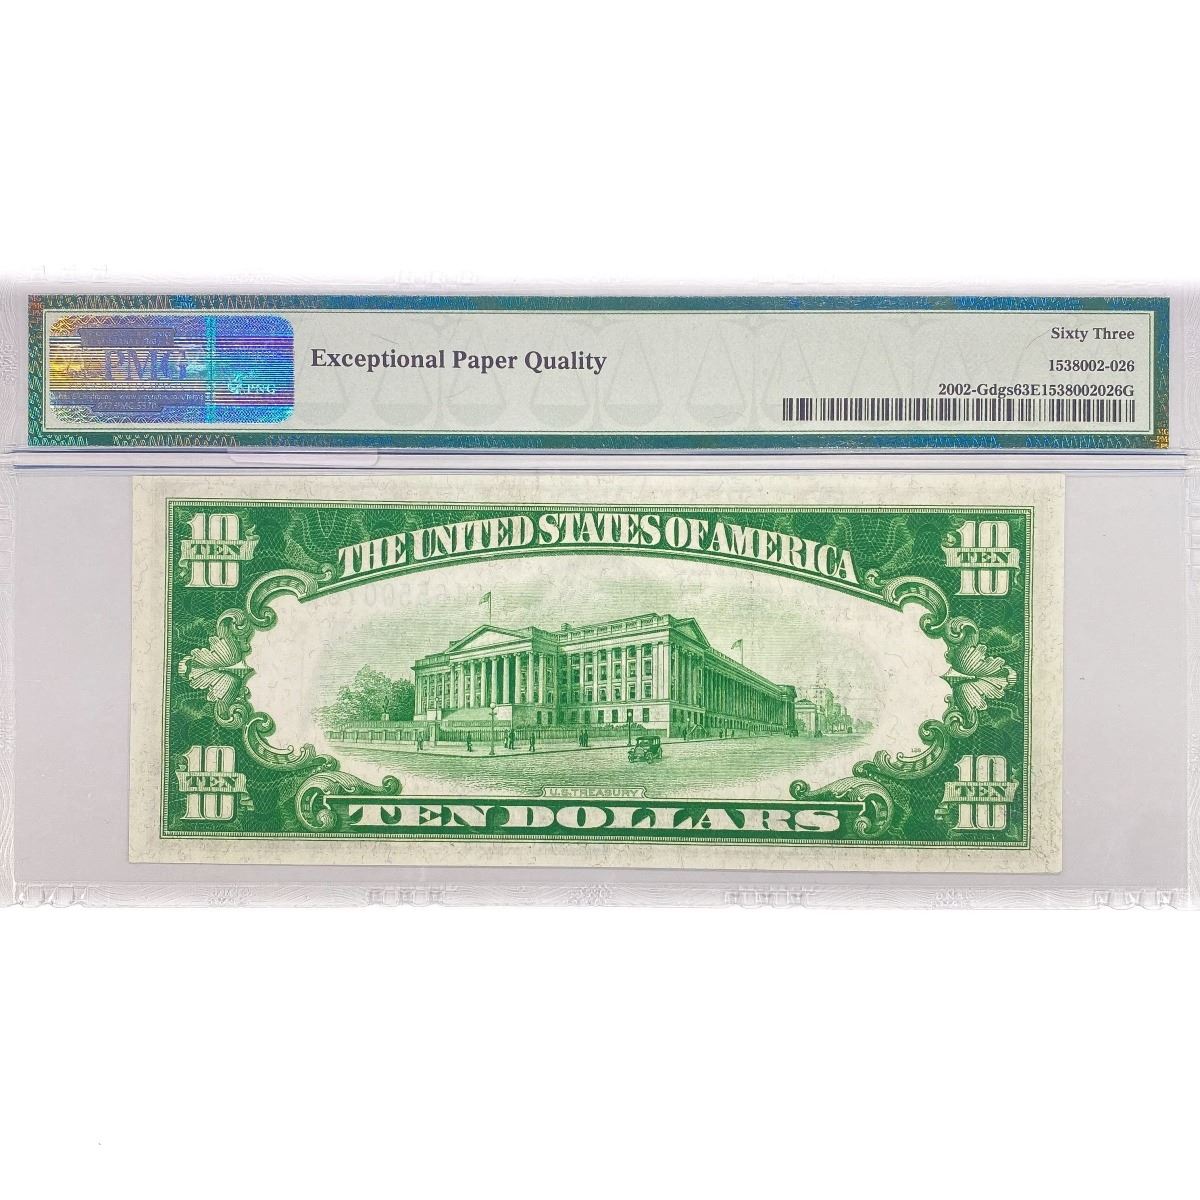 PMG
PNG
Exceptional Paper Quality
Sixty Three
1538002-026
2002-Gdgs63E1538002026G
THE UNITED STATES OF AMERICA
10 TEN 10
10 TEN 10
U.S. TREASURY
10 TEN 10
10 TEN 10
TEN DOLLARS